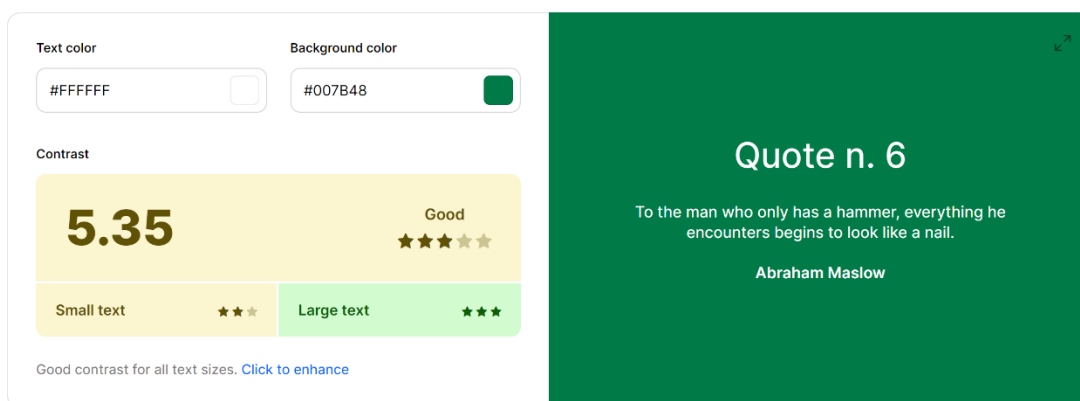 Text color
Background color
#FFFFFF
#007B48
Contrast
5.35
Good
Small text
Large text
Good contrast for all text sizes. Click to enhance
Quote n. 6
To the man who only has a hammer, everything he
encounters begins to look like a nail.
Abraham Maslow